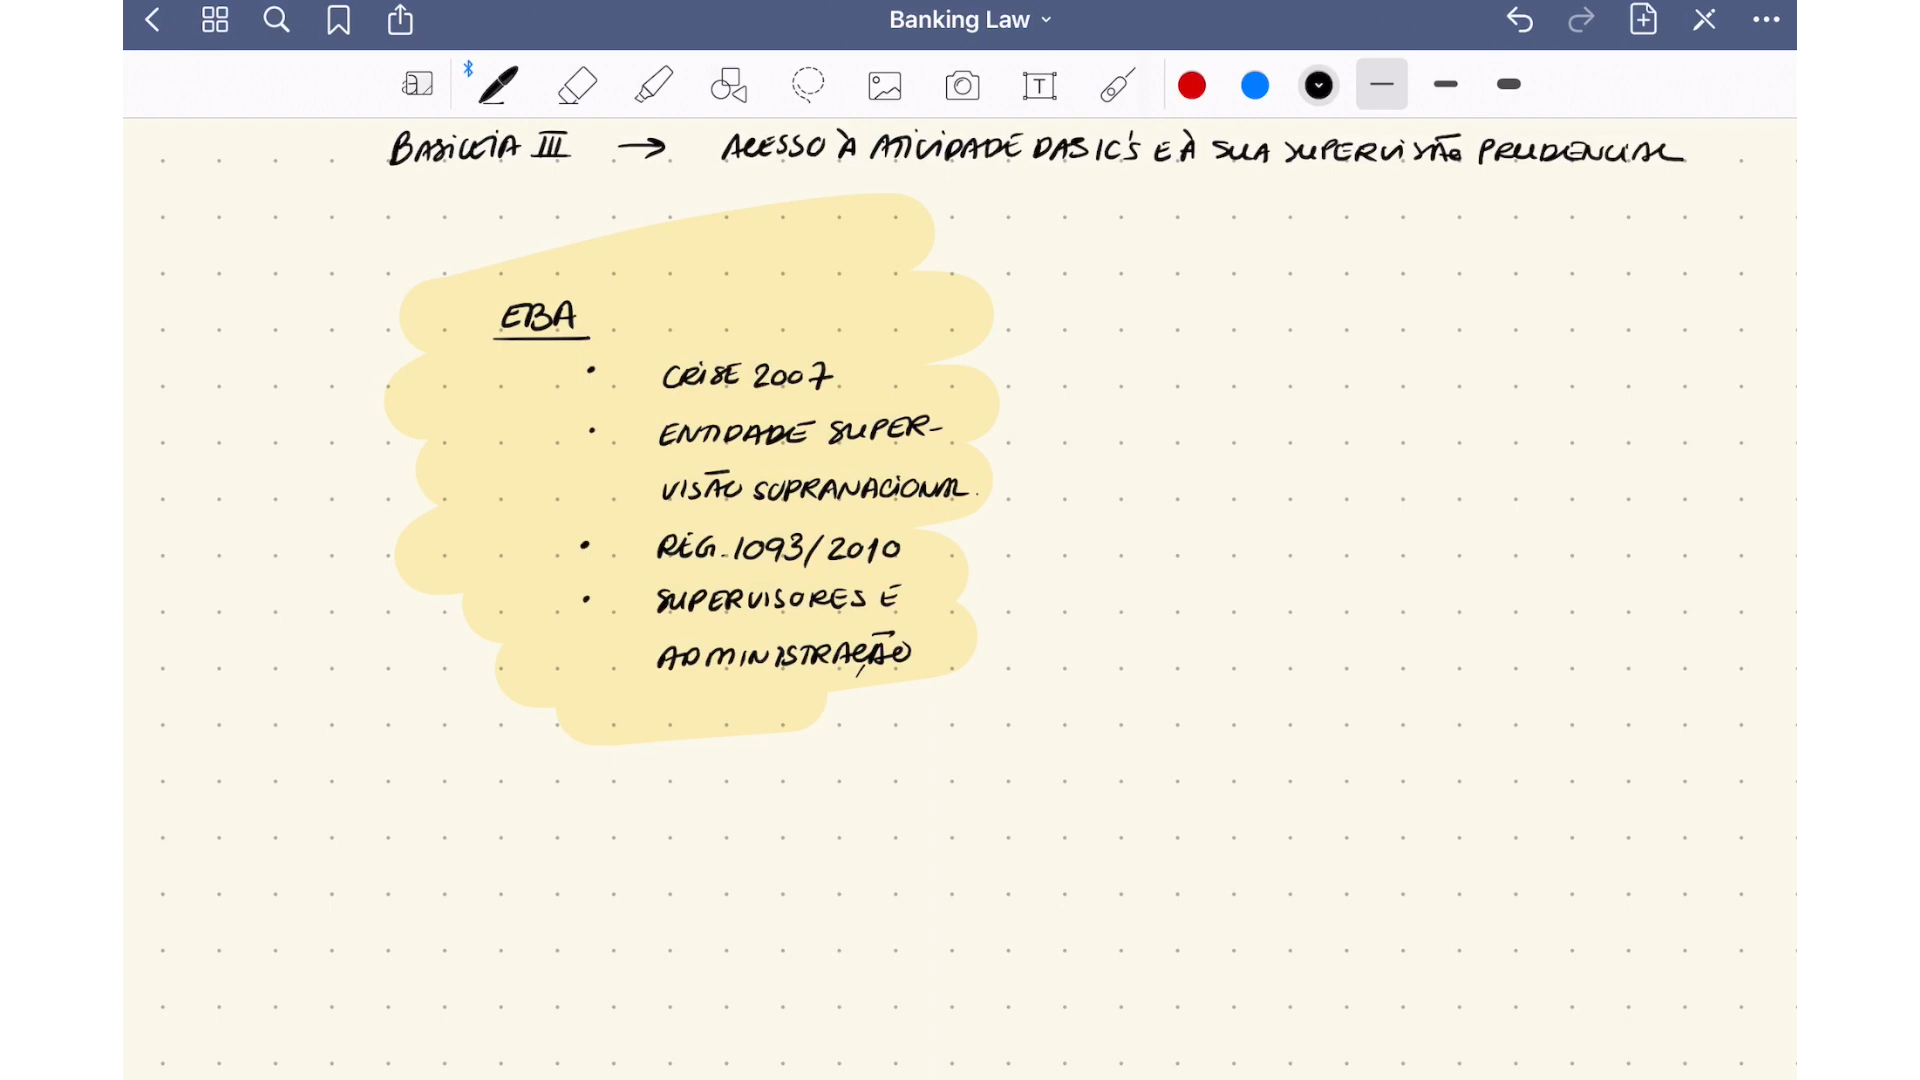 Banking Law
BASILEIA III → ACESSO À ATIVIDADE DAS IC'S E À SUA SUPERVISÃO PRUDENCIAL
EBA
• CRISE 2007
• ENTIDADE SUPER-
VISÃO SUPRANACIONAL.
• REG. 1093/2010
• SUPERVISORES E
ADMINISTRAÇÃO